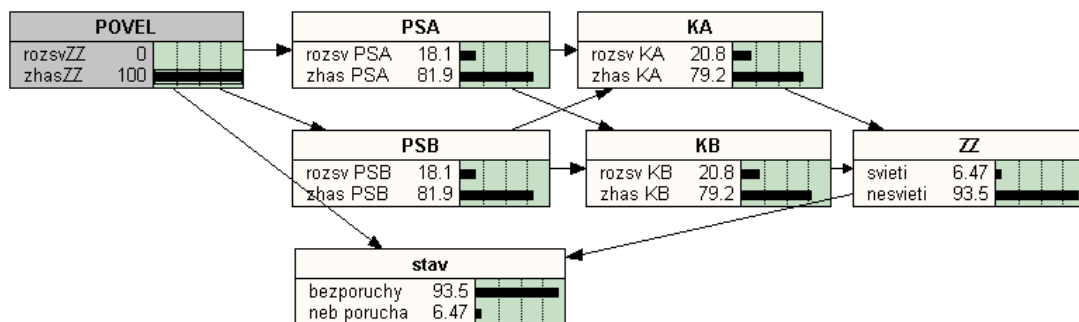 POVEL
rozsvZZ 0
zhasZZ 100
PSA
rozsv PSA 18.1
zhas PSA 81.9
KA
rozsv KA 20.8
zhas KA 79.2
PSB
rozsv PSB 18.1
zhas PSB 81.9
KB
rozsv KB 20.8
zhas KB 79.2
ZZ
svieti 6.47
nesvieti 93.5
stav
bezporuchy 93.5
neb porucha 6.47